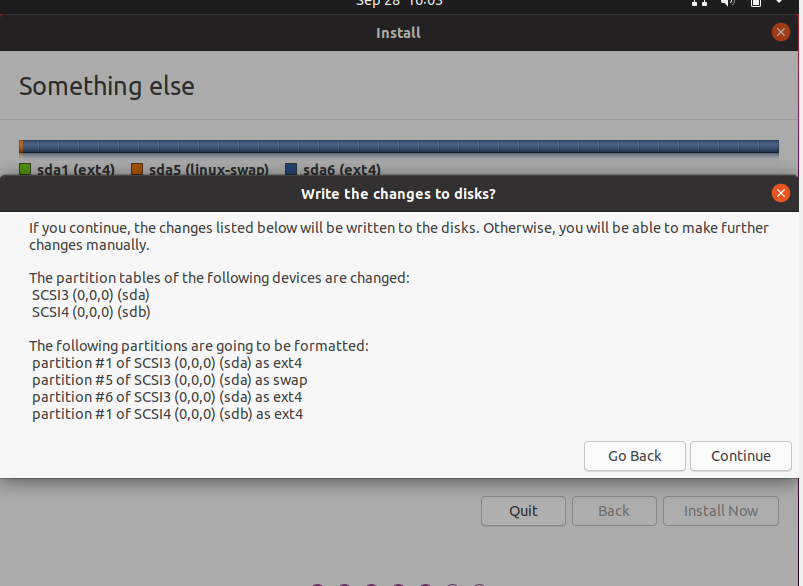 Sep 28 16:03
Install
Something else
sda1 (ext4) sda5 (linux-swap) sda6 (ext4)
Write the changes to disks?
If you continue, the changes listed below will be written to the disks. Otherwise, you will be able to make further
changes manually.
The partition tables of the following devices are changed:
SCSI3 (0,0,0) (sda)
SCSI4 (0,0,0) (sdb)
The following partitions are going to be formatted:
partition #1 of SCSI3 (0,0,0) (sda) as ext4
partition #5 of SCSI3 (0,0,0) (sda) as swap
partition #6 of SCSI3 (0,0,0) (sda) as ext4
partition #1 of SCSI4 (0,0,0) (sdb) as ext4
Go Back Continue
Quit Back Install Now